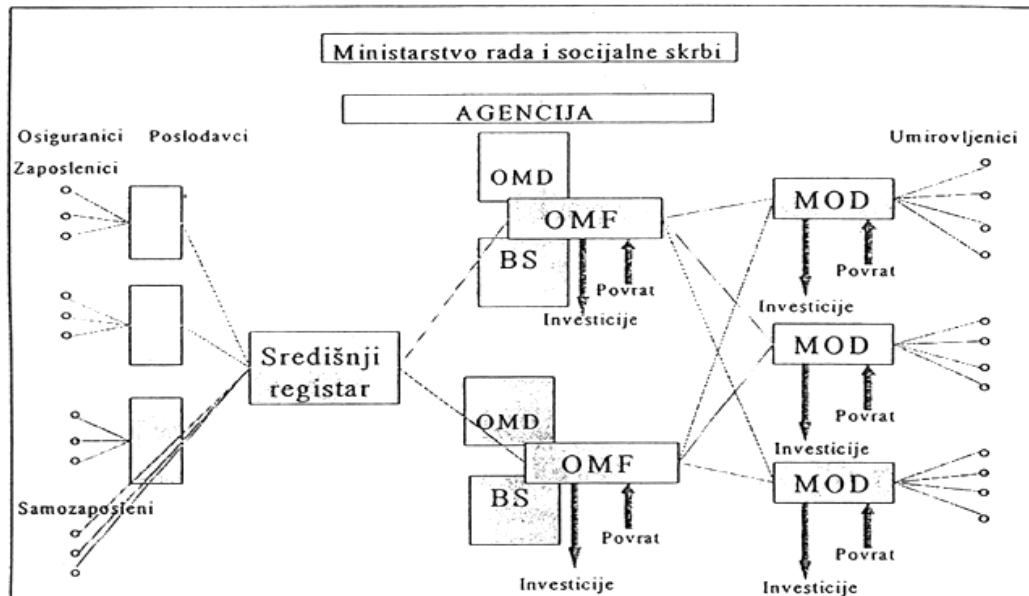 Ministarstvo rada i socijalne skrbi
AGENCIJA
Osiguranici Poslodavci
Umirovljenici
Zaposlenici
OMD
MOD
OMF
BS
Povrat
Povrat
Investicije
Investicije
Središnji
registar
MOD
Povrat
OMD
Investicije
OMF
MOD
BS
Samozaposleni
Povrat
Povrat
Investicije
Investicije